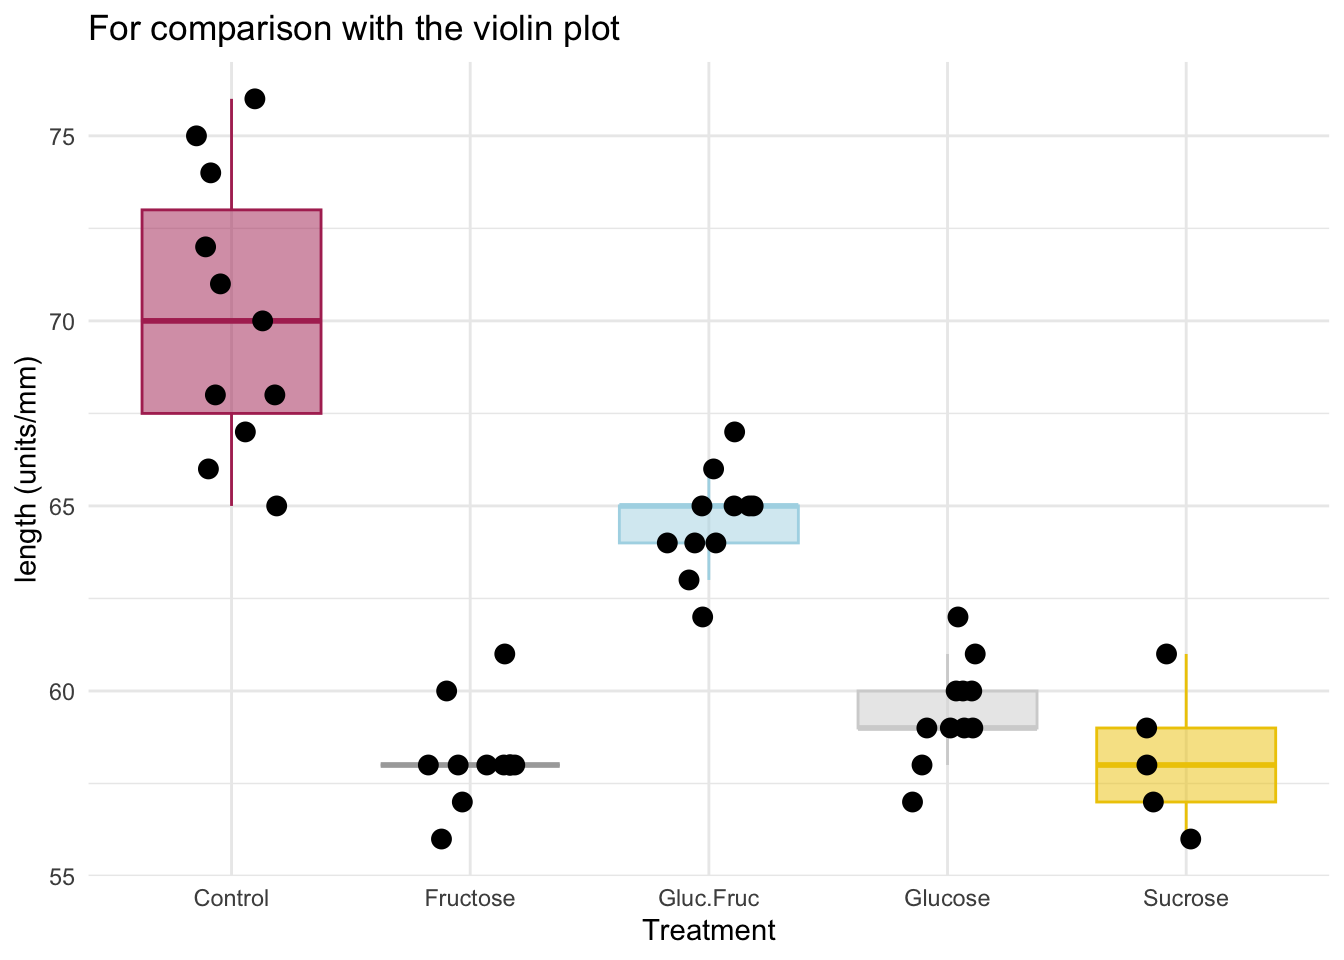 For comparison with the violin plot
75
70
65
60
55
length (units/mm)
Control
Fructose
Gluc.Fruc
Glucose
Sucrose
Treatment